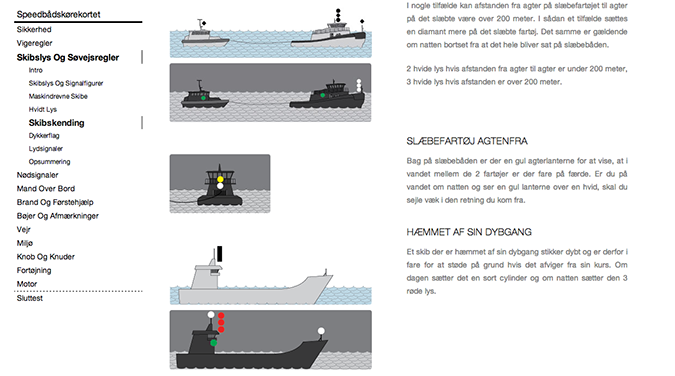 Speedbådskørekortet
Sikkerhed
Vigeregler
Skibslys Og Søvejsregler
Intro
Skibslys Og Signalfigurer
Maskindrevne Skibe
Hvidt Lys
Skibskending
Dykkerflag
Lydsignaler
Opsummering
Nødsignaler
Mand Over Bord
Brand Og Førstehjælp
Bøjer Og Afmærkninger
Vejr
Miljø
Knob Og Knuder
Fortøjning
Motor
Sluttest
I nogle tilfælde kan afstanden fra agter på slæbefartøjet til agter
på det slæbte være over 200 meter. I sådan et tilfælde sættes
en diamant mere på det slæbte fartøj. Det samme er gældende
om natten bortset fra at det hele bliver sat på slæbebåden.
2 hvide lys hvis afstanden fra agter til agter er under 200 meter,
3 hvide lys hvis afstanden er over 200 meter.
SLÆBEFARTØJ AGTENFRA
Bag på slæbebåden er der en gul agterlanterne for at vise, at i
vandet mellem de 2 fartøjer er der fare på færde. Er du på
vandet om natten og ser en gul lanterne over en hvid, skal du
sejle væk i den retning du kom fra.
HÆMMET AF SIN DYBGANG
Et skib der er hæmmet af sin dybgang stikker dybt og er derfor i
fare for at støde på grund hvis det afviger fra sin kurs. Om
dagen sætter det en sort cylinder og om natten sætter den 3
røde lys.